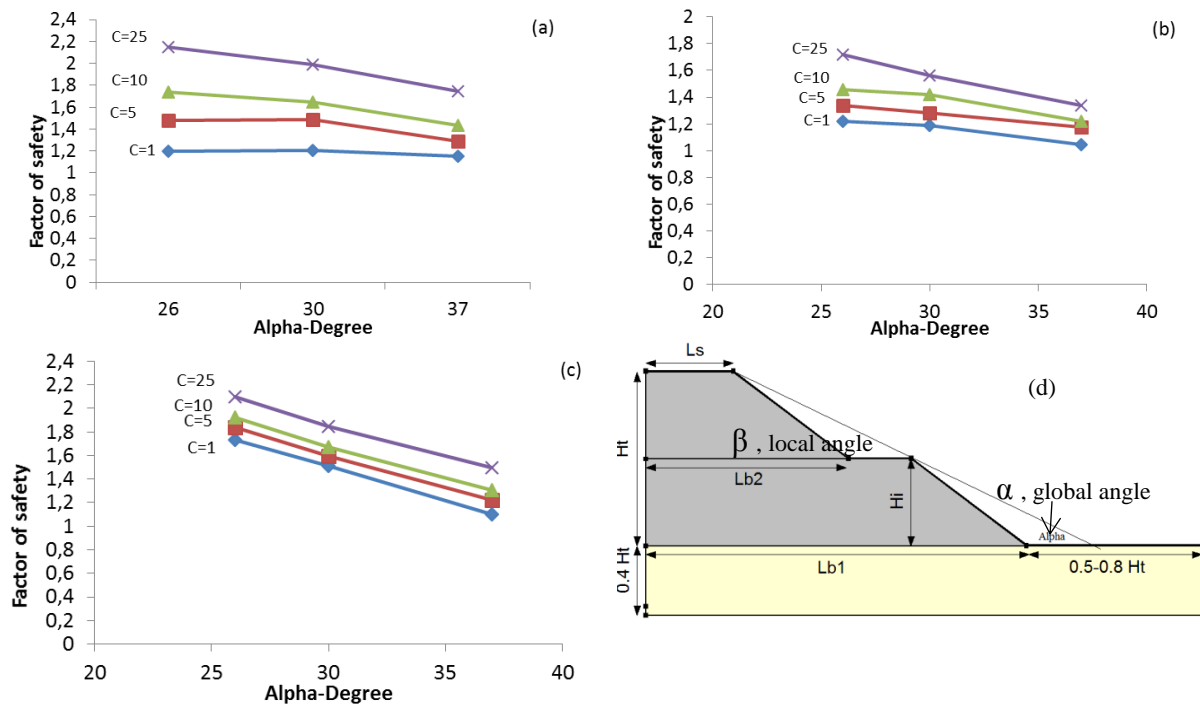 (a)
Factor of safety
2,4
2,2
2
1,8
1,6
1,4
1,2
1
0,8
0,6
0,4
0,2
0
C=25
C=10
C=5
C=1
26 30 37
Alpha-Degree
(b)
Factor of safety
2
1,8
1,6
1,4
1,2
1
0,8
0,6
0,4
0,2
0
C=25
C=10
C=5
C=1
20 25 30 35 40
Alpha-Degree
(c)
Factor of safety
2,4
2,2
2
1,8
1,6
1,4
1,2
1
0,8
0,6
0,4
0,2
0
C=25
C=10
C=5
C=1
20 25 30 35 40
Alpha-Degree
(d)
Ls
Ht
β , local angle
Lb2
Hi
α , global angle
Alpha
Lb1
0.5-0.8 Ht
0.4 Ht